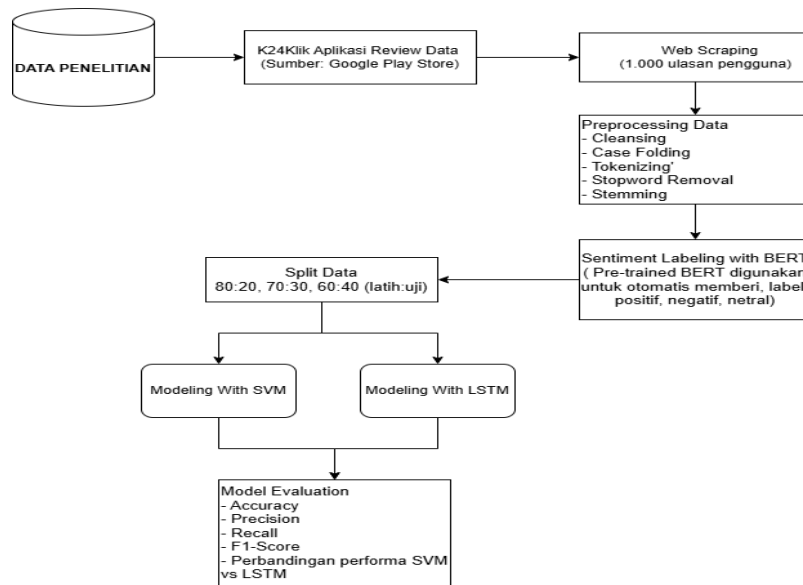 DATA PENELITIAN
K24Klik Aplikasi Review Data
(Sumber: Google Play Store)
Web Scraping
(1.000 ulasan pengguna)
Preprocessing Data
- Cleansing
- Case Folding
- Tokenizing'
- Stopword Removal
- Stemming
Sentiment Labeling with BERT
( Pre-trained BERT digunakan
untuk otomatis memberi, label
positif, negatif, netral)
Split Data
80:20, 70:30, 60:40 (latih:uji)
Modeling With SVM
Modeling With LSTM
Model Evaluation
- Accuracy
- Precision
- Recall
- F1-Score
- Perbandingan performa SVM
vs LSTM